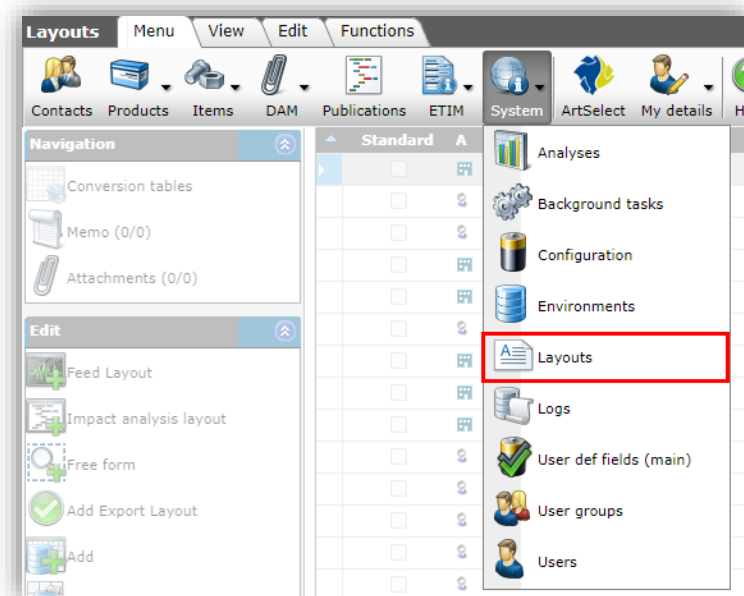 Layouts Menu View Edit Functions
Contacts Products Items DAM Publications ETIM System ArtSelect My details H
Navigation
Conversion tables
Memo (0/0)
Attachments (0/0)
Edit
Feed Layout
Impact analysis layout
Free form
Add Export Layout
Add
Standard A
Analyses
Background tasks
Configuration
Environments
Layouts
Logs
User def fields (main)
User groups
Users